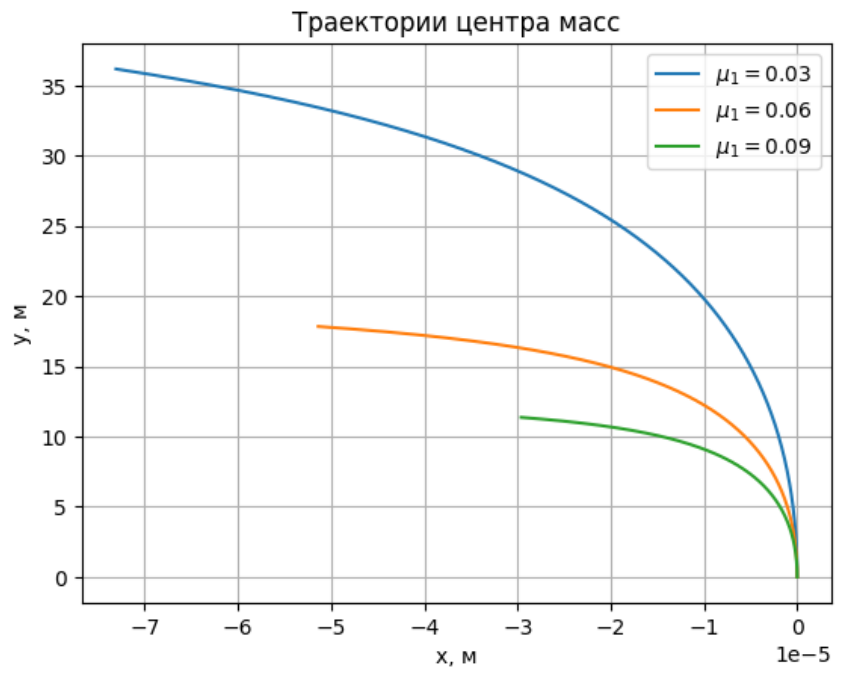 Траектории центра масс
μ₁ = 0.03
μ₁ = 0.06
μ₁ = 0.09
y, м
35
30
25
20
15
10
5
0
−7 −6 −5 −4 −3 −2 −1 0
1e−5
x, м